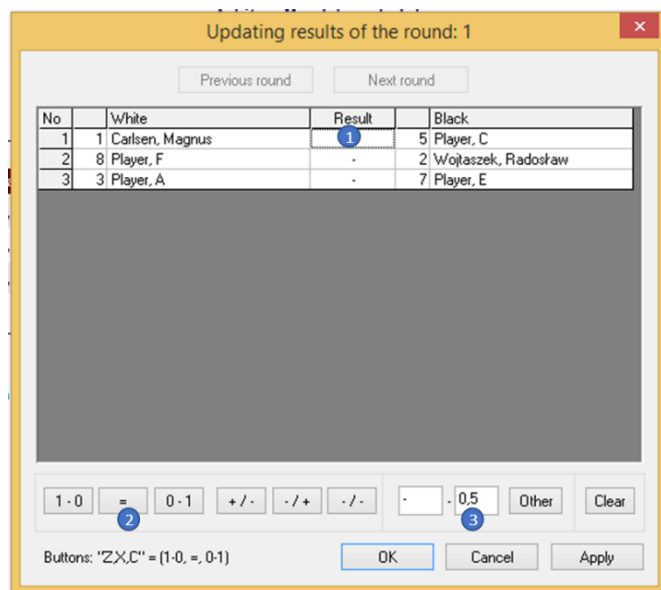 Updating results of the round: 1
x
Previous round Next round
No White Result Black
1 1 Carlsen, Magnus 1 5 Player, C
2 8 Player, F - 2 Wojtaszek, Radosław
3 3 Player, A - 7 Player, E
1 - 0 = 0 - 1 + / - - / + - / - - - 0,5 Other Clear
2 3
Buttons: "Z,X,C" = (1-0, =, 0-1) OK Cancel Apply